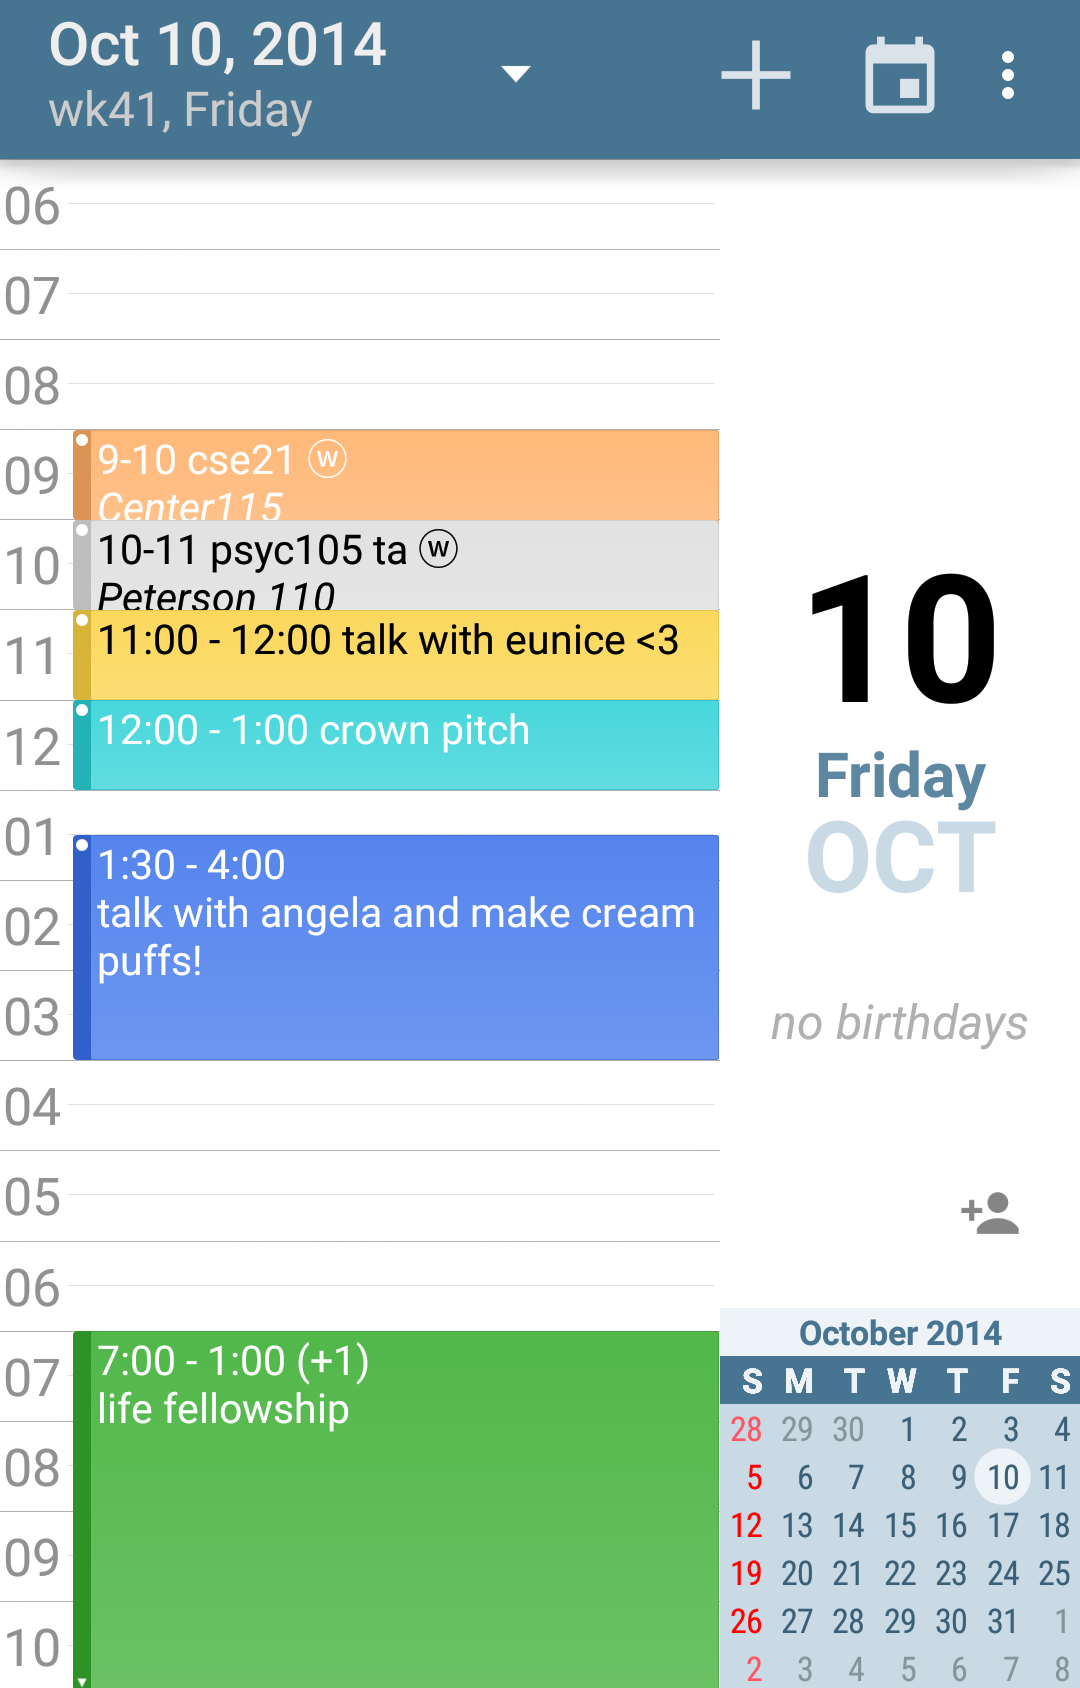 Oct 10, 2014
wk41, Friday
06
07
08
09
9-10 cse21 W
Center115
10
10-11 psyc105 ta W
Peterson 110
11
11:00 - 12:00 talk with eunice <3
12
12:00 - 1:00 crown pitch
01
1:30 - 4:00
talk with angela and make cream
puffs!
02
03
04
05
06
07
7:00 - 1:00 (+1)
life fellowship
08
09
10
10
Friday
OCT
no birthdays
October 2014
S M T W T F S
28 29 30 1 2 3 4
5 6 7 8 9 10 11
12 13 14 15 16 17 18
19 20 21 22 23 24 25
26 27 28 29 30 31 1
2 3 4 5 6 7 8